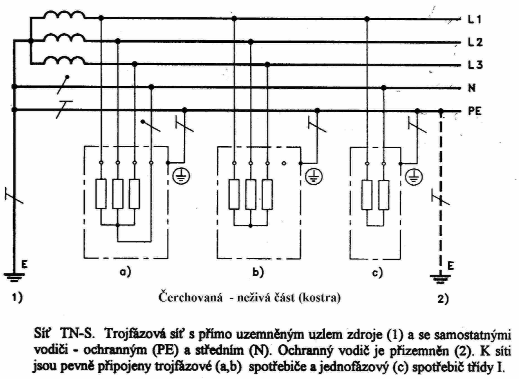 L1
L2
L3
N
PE
E
E
a)
b)
c)
1)
Čerchovaná - neživá část (kostra)
2)
Síť TN-S. Trojfázová síť s přímo uzemněným uzlem zdroje (1) a se samostatnými
vodiči - ochranným (PE) a středním (N). Ochranný vodič je přizemněn (2). K síti
jsou pevně připojeny trojfázové (a,b) spotřebiče a jednofázový (c) spotřebič třídy I.